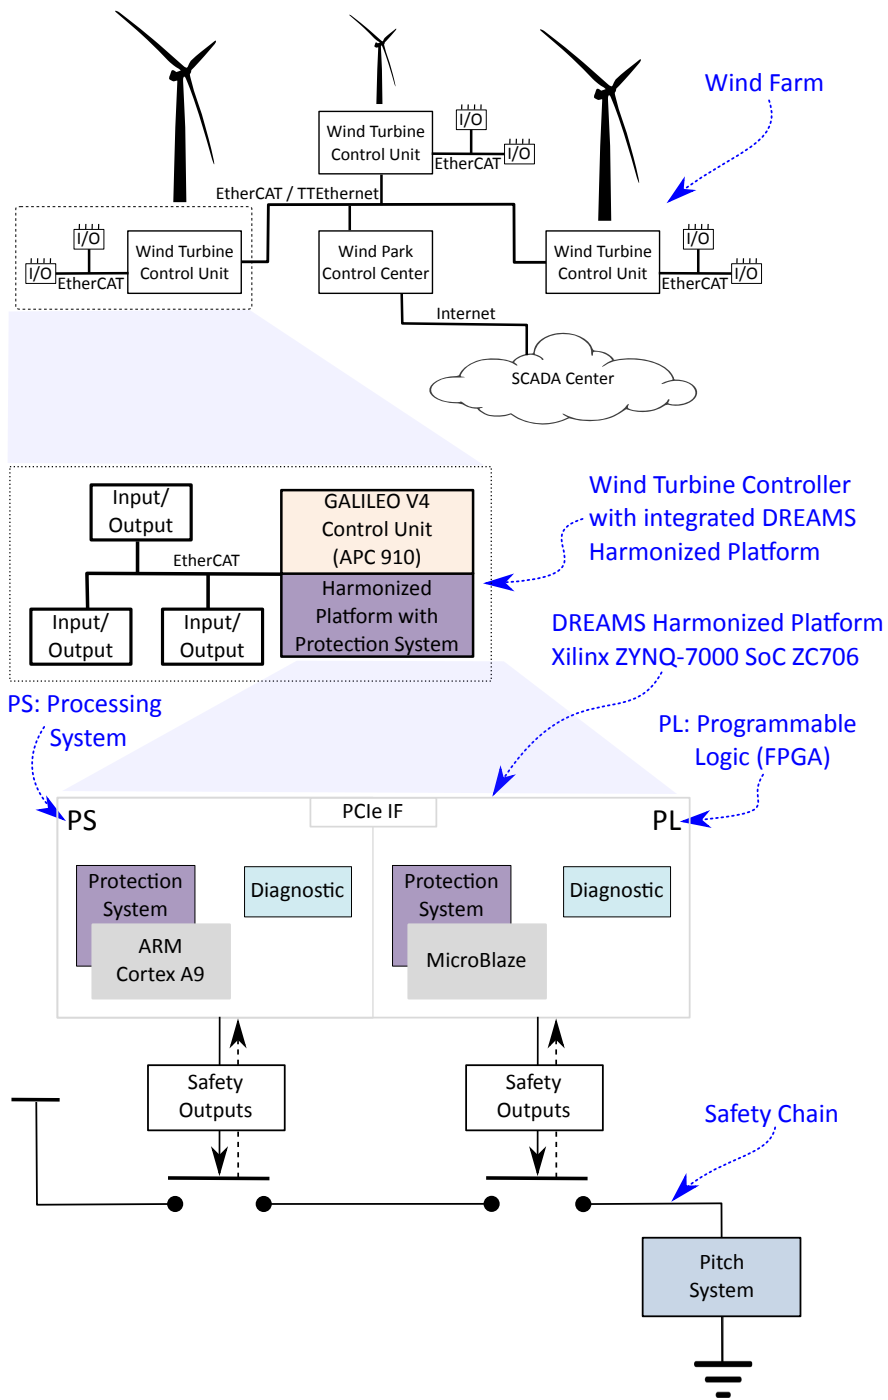 Wind Farm
I/O
Wind Turbine
Control Unit
I/O
EtherCAT
EtherCAT / TTEthernet
I/O
Wind Turbine
Control Unit
I/O
EtherCAT
Wind Park
Control Center
Wind Turbine
Control Unit
I/O
I/O
EtherCAT
Internet
SCADA Center
Input/
Output
GALILEO V4
Control Unit
(APC 910)
EtherCAT
Harmonized
Platform with
Protection System
Input/
Output
Input/
Output
Wind Turbine Controller
with integrated DREAMS
Harmonized Platform
DREAMS Harmonized Platform
Xilinx ZYNQ-7000 SoC ZC706
PS: Processing
System
PL: Programmable
Logic (FPGA)
PS
PCIe IF
PL
Protection
System
Diagnostic
ARM
Cortex A9
Protection
System
Diagnostic
MicroBlaze
Safety
Outputs
Safety
Outputs
Safety Chain
Pitch
System